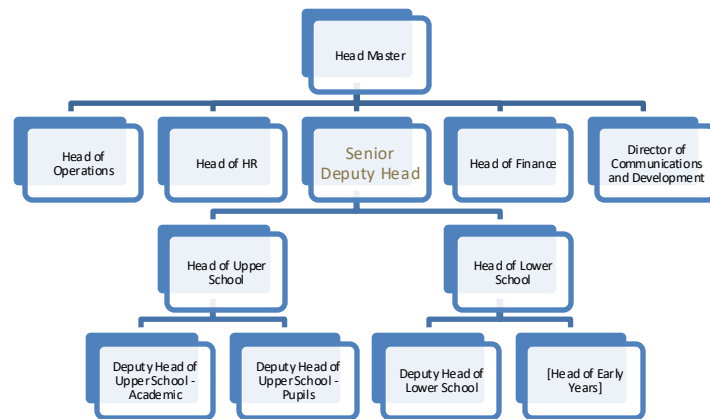 Head Master
Head of
Operations
Head of HR
Senior
Deputy Head
Head of Finance
Director of
Communications
and Development
Head of Upper
School
Head of Lower
School
Deputy Head of
Upper School -
Academic
Deputy Head of
Upper School -
Pupils
Deputy Head of
Lower School
[Head of Early
Years]